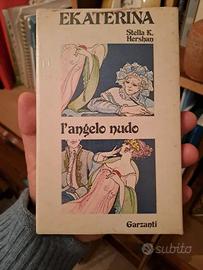 EKATERINA
Stella K.
Hershan
l'angelo nudo
Garzanti
subito